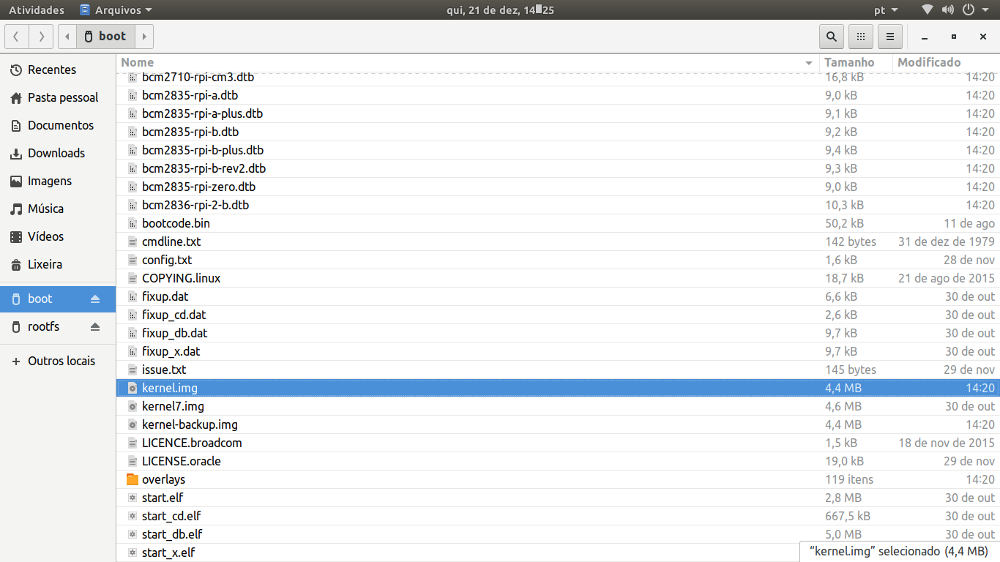 Atividades Arquivos qui, 21 de dez, 14 25 pt
boot
Nome Tamanho Modificado
Recentes
Pasta pessoal
Documentos
Downloads
Imagens
Música
Vídeos
Lixeira
boot
rootfs
+ Outros locais
bcm2710-rpi-cm3.dtb 16,8 kB 14:20
bcm2835-rpi-a.dtb 9,0 kB 14:20
bcm2835-rpi-a-plus.dtb 9,1 kB 14:20
bcm2835-rpi-b.dtb 9,2 kB 14:20
bcm2835-rpi-b-plus.dtb 9,4 kB 14:20
bcm2835-rpi-b-rev2.dtb 9,3 kB 14:20
bcm2835-rpi-zero.dtb 9,0 kB 14:20
bcm2836-rpi-2-b.dtb 10,3 kB 14:20
bootcode.bin 50,2 kB 11 de ago
cmdline.txt 142 bytes 31 de dez de 1979
config.txt 1,6 kB 28 de nov
COPYING.linux 18,7 kB 21 de ago de 2015
fixup.dat 6,6 kB 30 de out
fixup_cd.dat 2,6 kB 30 de out
fixup_db.dat 9,7 kB 30 de out
fixup_x.dat 9,7 kB 30 de out
issue.txt 145 bytes 29 de nov
kernel.img 4,4 MB 14:20
kernel7.img 4,6 MB 30 de out
kernel-backup.img 4,4 MB 14:20
LICENCE.broadcom 1,5 kB 18 de nov de 2015
LICENSE.oracle 19,0 kB 29 de nov
overlays 119 itens 14:20
start.elf 2,8 MB 30 de out
start_cd.elf 667,5 kB 30 de out
start_db.elf 5,0 MB 30 de out
start_x.elf
“kernel.img” selecionado (4,4 MB)